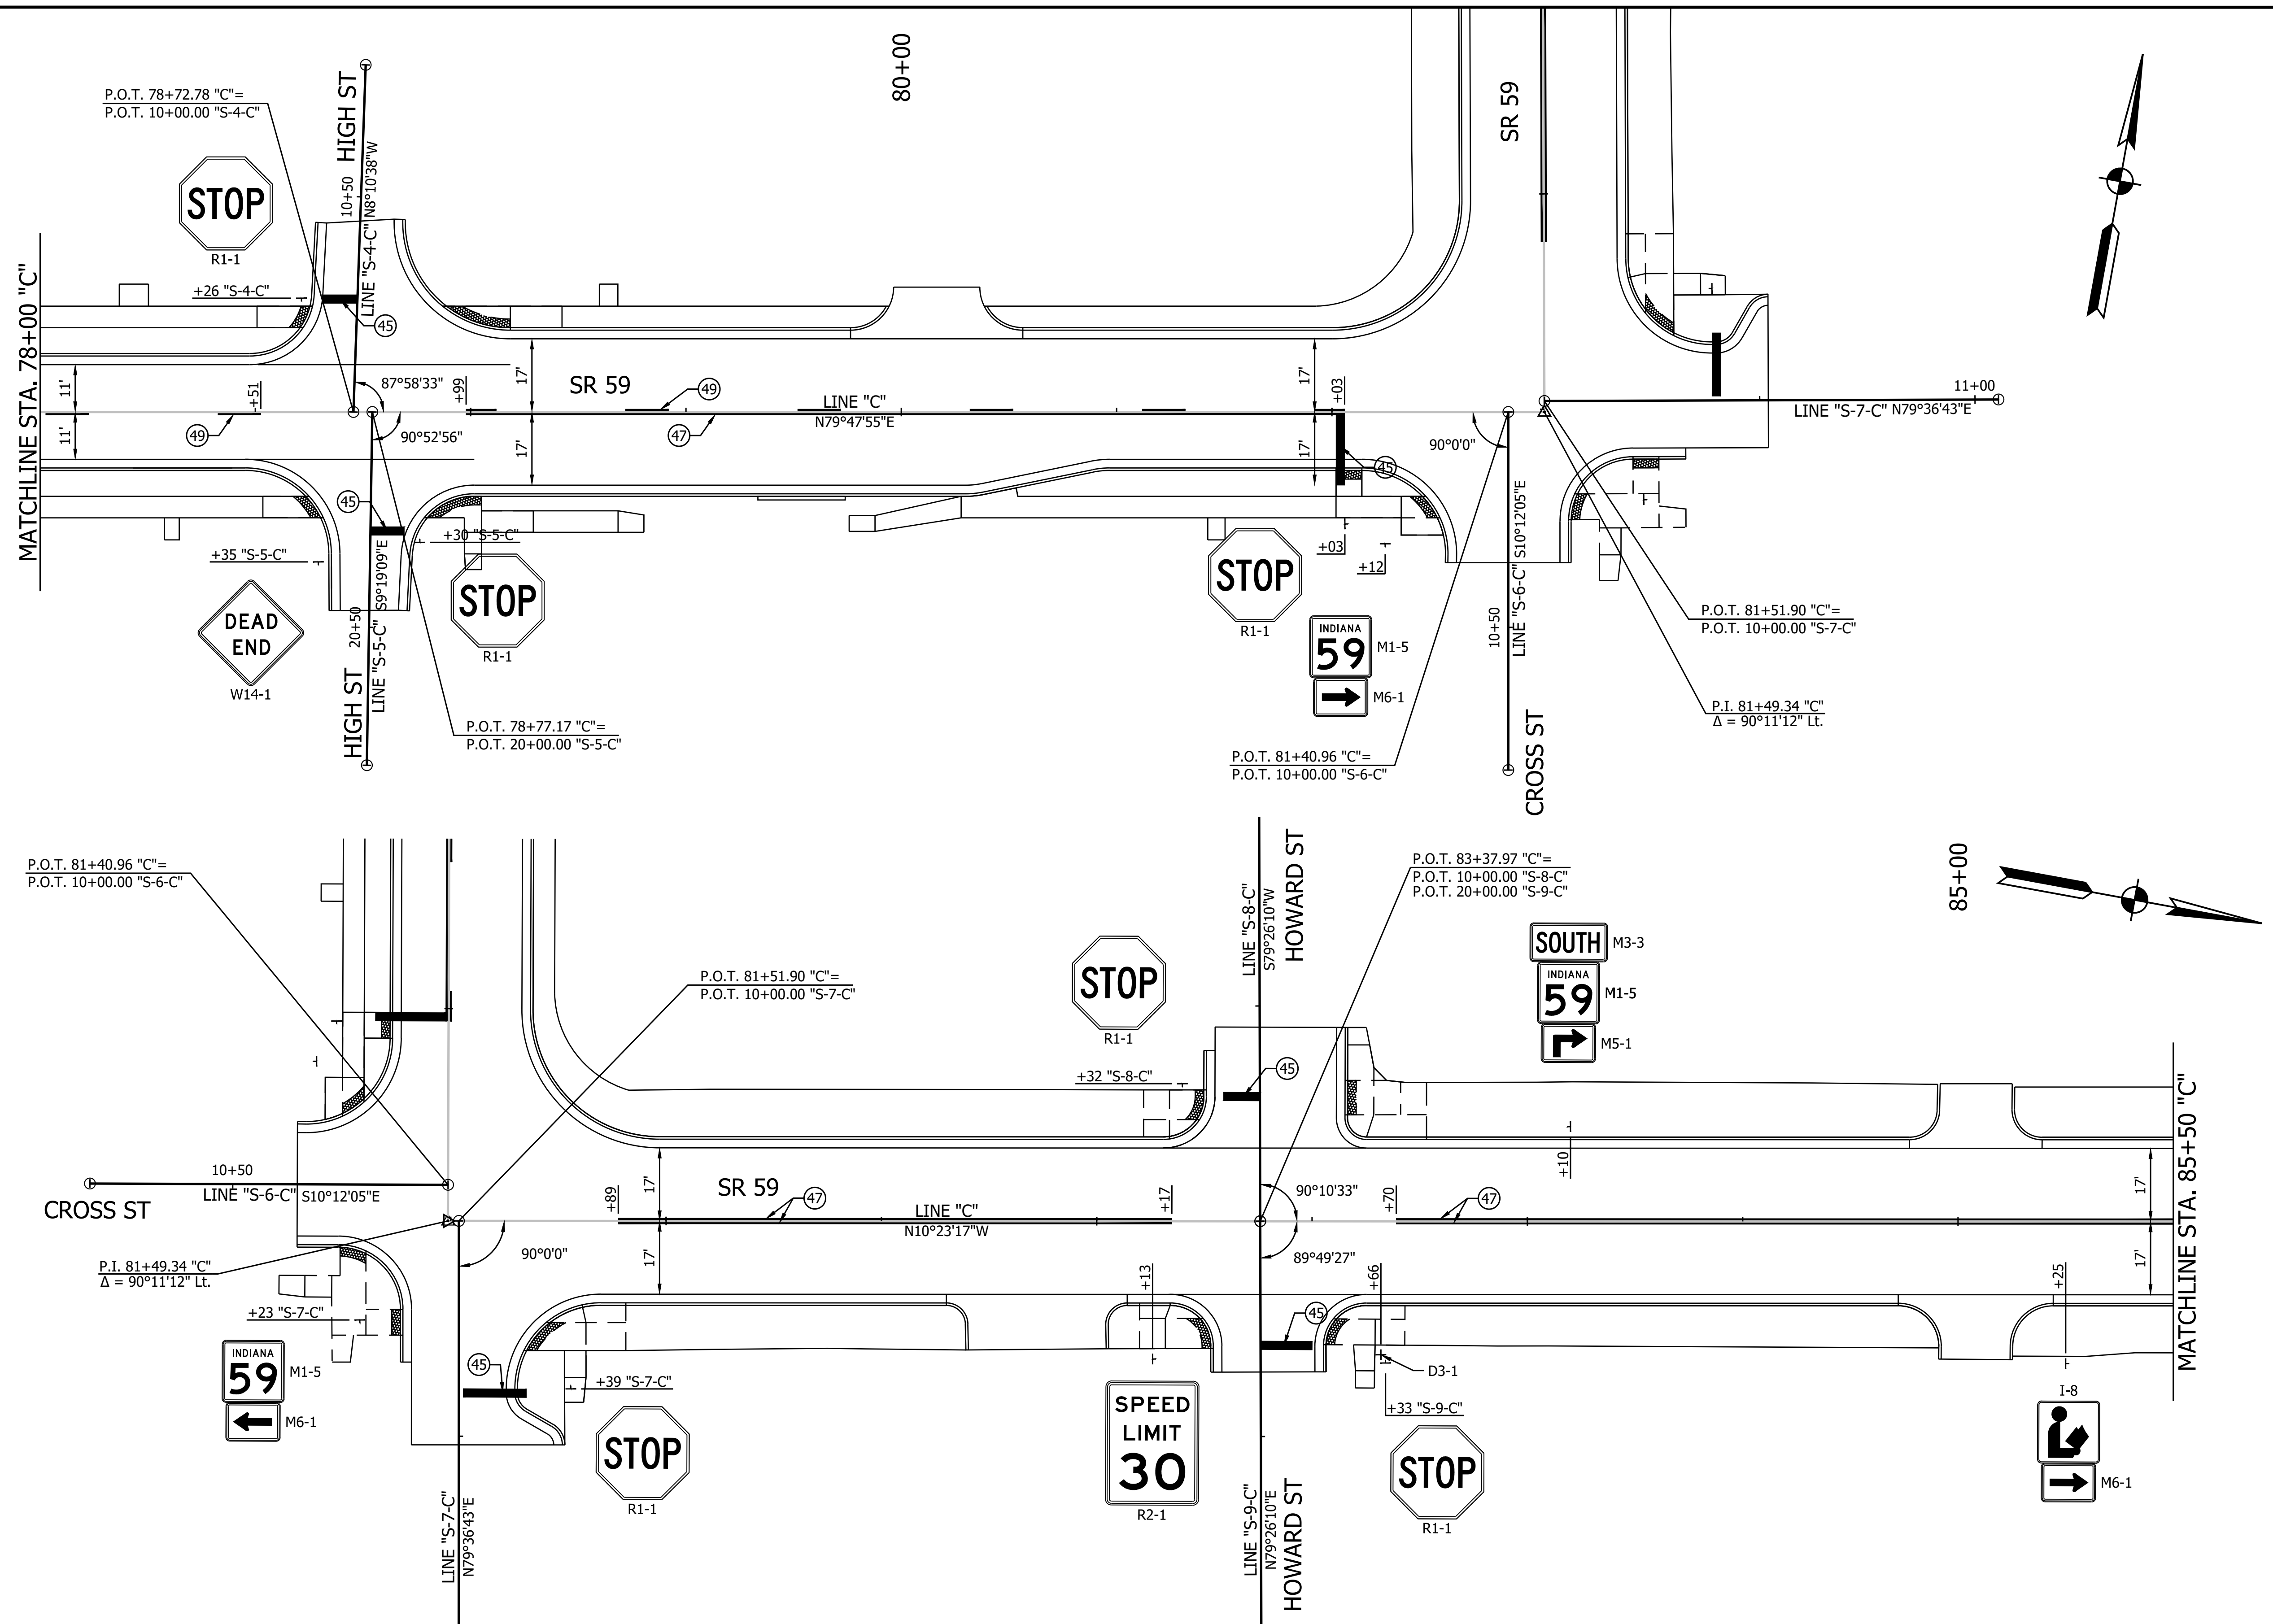 80+00
P.O.T. 78+72.78 "C"=
P.O.T. 10+00.00 "S-4-C"
HIGH ST
10+50
N8°10'38"W
LINE "S-4-C"
STOP
R1-1
+26 "S-4-C"
45
SR 59
MATCHLINE STA. 78+00 "C"
11'
11'
+51
49
87°58'33"
90°52'56"
+99
17'
17'
SR 59
49
47
LINE "C"
N79°47'55"E
17'
17'
+03
45
90°0'0"
11+00
LINE "S-7-C" N79°36'43"E
45
+35 "S-5-C"
+30 "S-5-C"
DEAD
END
W14-1
STOP
R1-1
20+50
S9°19'09"E
LINE "S-5-C"
HIGH ST
P.O.T. 78+77.17 "C"=
P.O.T. 20+00.00 "S-5-C"
STOP
R1-1
+03
+12
INDIANA
59
M1-5
M6-1
10+50
S10°12'05"E
LINE "S-6-C"
CROSS ST
P.O.T. 81+40.96 "C"=
P.O.T. 10+00.00 "S-6-C"
P.O.T. 81+51.90 "C"=
P.O.T. 10+00.00 "S-7-C"
P.I. 81+49.34 "C"
Δ = 90°11'12" Lt.
P.O.T. 81+40.96 "C"=
P.O.T. 10+00.00 "S-6-C"
P.O.T. 81+51.90 "C"=
P.O.T. 10+00.00 "S-7-C"
STOP
R1-1
+32 "S-8-C"
LINE "S-8-C"
S79°26'10"W
HOWARD ST
45
P.O.T. 83+37.97 "C"=
P.O.T. 10+00.00 "S-8-C"
P.O.T. 20+00.00 "S-9-C"
SOUTH
M3-3
INDIANA
59
M1-5
M5-1
85+00
10+50
LINE "S-6-C" S10°12'05"E
CROSS ST
P.I. 81+49.34 "C"
Δ = 90°11'12" Lt.
90°0'0"
+89
17'
17'
SR 59
47
LINE "C"
N10°23'17"W
+17
90°10'33"
89°49'27"
+70
47
+10
17'
17'
MATCHLINE STA. 85+50 "C"
+23 "S-7-C"
INDIANA
59
M1-5
M6-1
45
+39 "S-7-C"
STOP
R1-1
LINE "S-7-C"
N79°36'43"E
+13
SPEED
LIMIT
30
R2-1
45
+66
D3-1
+33 "S-9-C"
STOP
R1-1
LINE "S-9-C"
N79°26'10"E
HOWARD ST
+25
I-8
M6-1